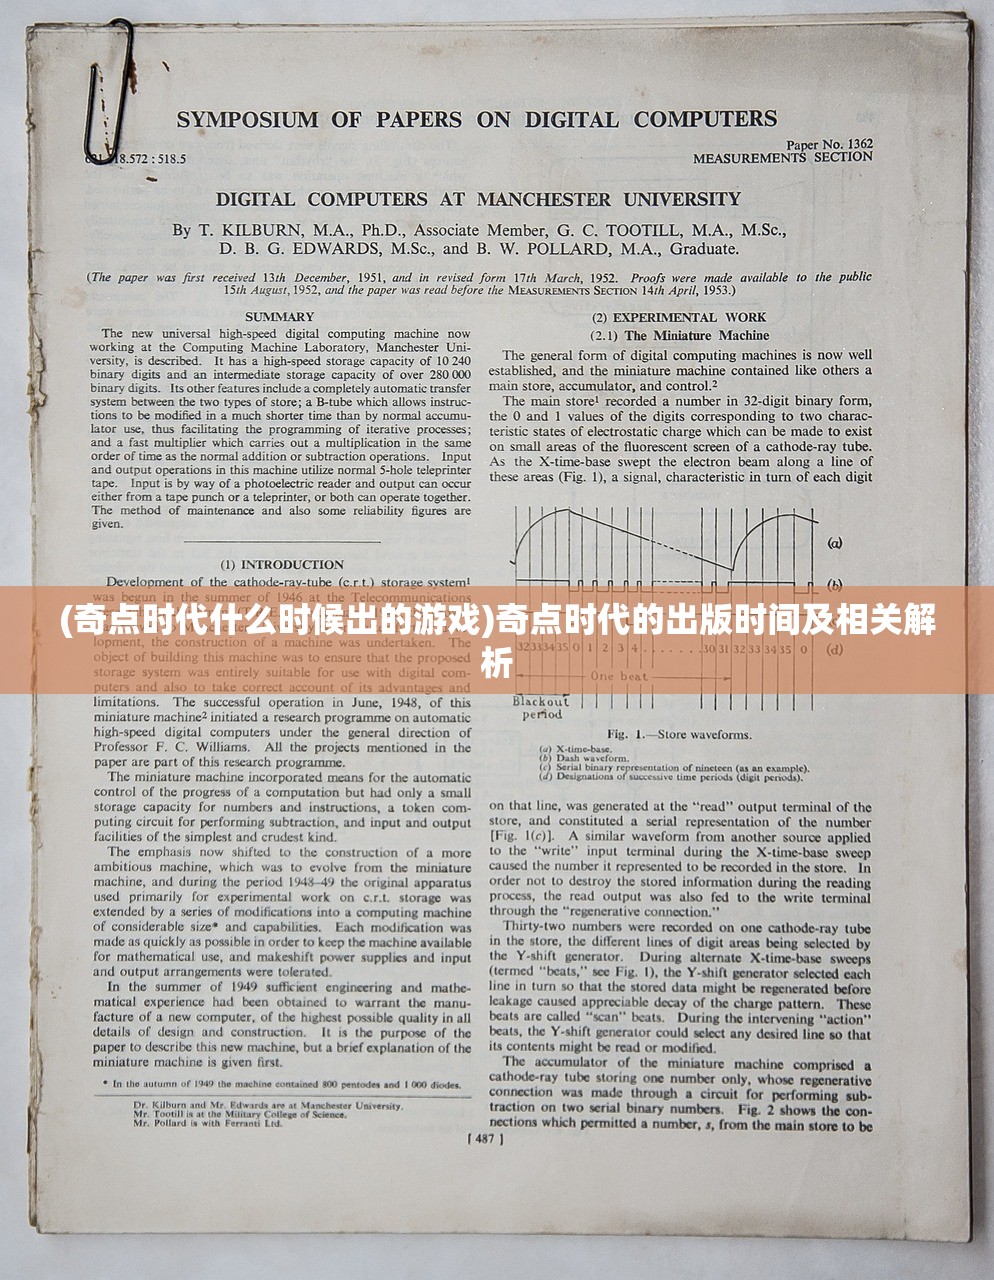 SYMPOSIUM OF PAPERS ON DIGITAL COMPUTERS
18.572 : 518.5
Paper No. 1362
MEASUREMENTS SECTION
DIGITAL COMPUTERS AT MANCHESTER UNIVERSITY
By T. KILBURN, M.A., Ph.D., Associate Member, G. C. TOOTILL, M.A., M.Sc.,
D. B. G. EDWARDS, M.Sc., and B. W. POLLARD, M.A., Graduate.
(The paper was first received 13th December, 1951, and in revised form 17th March, 1952. Proofs were made available to the public
15th August, 1952, and the paper was read before the MEASUREMENTS SECTION 14th April, 1953.)
SUMMARY
The new universal high-speed digital computing machine now
working at the Computing Machine Laboratory, Manchester Uni-
versity, is described. It has a high-speed storage capacity of 10 240
binary digits and an intermediate storage capacity of over 280 000
binary digits. Its other features include a completely automatic transfer
system between the two types of store; a B-tube which allows instruc-
tions to be modified in a much shorter time than by normal accumu-
lator use, thus facilitating the programming of iterative processes;
and a fast multiplier which carries out a multiplication in the same
order of time as the normal addition or subtraction operations. Input
and output operations in this machine utilize normal 5-hole teleprinter
tape. Input is by way of a photoelectric reader and output can occur
either from a tape punch or a teleprinter, or both can operate together.
The method of maintenance and also some reliability figures are
given.
(1) INTRODUCTION
Development of the cathode-ray-tube (c.r.t.) storage system¹
was begun in the summer of 1946 at the Telecommunications
(奇点时代什么时候出的游戏)奇点时代的出版时间及相关解
析
lopment, the construction of a machine was undertaken. The
object of building this machine was to ensure that the proposed
storage system was entirely suitable for use with digital com-
puters and also to take correct account of its advantages and
limitations. The successful operation in June, 1948, of this
miniature machine² initiated a research programme on automatic
high-speed digital computers under the general direction of
Professor F. C. Williams. All the projects mentioned in the
paper are part of this research programme.
The miniature machine incorporated means for the automatic
control of the progress of a computation but had only a small
storage capacity for numbers and instructions, a token com-
puting circuit for performing subtraction, and input and output
facilities of the simplest and crudest kind.
The emphasis now shifted to the construction of a more
ambitious machine, which was to evolve from the miniature
machine, and during the period 1948–49 the original apparatus
used primarily for experimental work on c.r.t. storage was
extended by a series of modifications into a computing machine
of considerable size* and capabilities. Each modification was
made as quickly as possible in order to keep the machine available
for mathematical use, and makeshift power supplies and input
and output arrangements were tolerated.
In the summer of 1949 sufficient engineering and mathe-
matical experience had been obtained to warrant the manu-
facture of a new computer, of the highest possible quality in all
details of design and construction. It is the purpose of the
paper to describe this new machine, but a brief explanation of the
miniature machine is given first.
* In the autumn of 1949 the machine contained 800 pentodes and 1 000 diodes.
Dr. Kilburn and Mr. Edwards are at Manchester University.
Mr. Tootill is at the Military College of Science.
Mr. Pollard is with Ferranti Ltd.
(2) EXPERIMENTAL WORK
(2.1) The Miniature Machine
The general form of digital computing machines is now well
established, and the miniature machine contained like others a
main store, accumulator, and control.²
The main store¹ recorded a number in 32-digit binary form,
the 0 and 1 values of the digits corresponding to two charac-
teristic states of electrostatic charge which can be made to exist
on small areas of the fluorescent screen of a cathode-ray tube.
As the X-time-base swept the electron beam along a line of
these areas (Fig. 1), a signal, characteristic in turn of each digit
(a)
(b)
32 33 34 35 0 1 2 3 4 . . . . . . . 30 31 32 33 34 35 0 (d)
One beat
Blackout
period
Fig. 1.—Store waveforms.
(a) X-time-base.
(b) Dash waveform.
(c) Serial binary representation of nineteen (as an example).
(d) Designations of successive time periods (digit periods).
on that line, was generated at the “read” output terminal of the
store, and constituted a serial representation of the number
[Fig. 1(c)]. A similar waveform from another source applied
to the “write” input terminal during the X-time-base sweep
caused the number it represented to be recorded in the store. In
order not to destroy the stored information during the reading
process, the read output was also fed to the write terminal
through the “regenerative connection.”
Thirty-two numbers were recorded on one cathode-ray tube
in the store, the different lines of digit areas being selected by
the Y-shift generator. During alternate X-time-base sweeps
(termed “beats,” see Fig. 1), the Y-shift generator selected each
line in turn so that the stored data might be regenerated before
leakage caused appreciable decay of the charge pattern. These
beats are called “scan” beats. During the intervening “action”
beats, the Y-shift generator could select any desired line so that
its contents might be read or modified.
The accumulator of the miniature machine comprised a
cathode-ray tube storing one number only, whose regenerative
connection was made through a circuit for performing sub-
traction on two serial binary numbers. Fig. 2 shows the con-
nections which permitted a number, s, from the main store to be
[ 487 ]